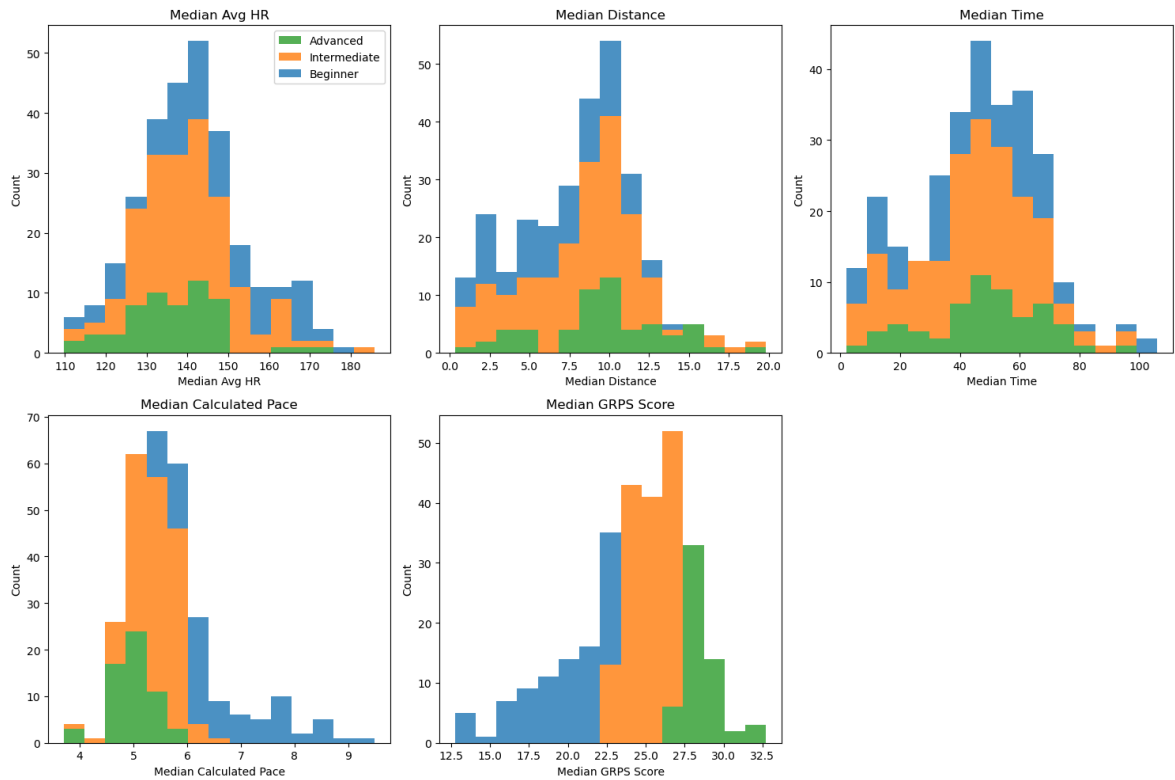 Median Avg HR
Count
50
40
30
20
10
0
110 120 130 140 150 160 170 180
Median Avg HR
Advanced
Intermediate
Beginner
Median Distance
Count
50
40
30
20
10
0
0.0 2.5 5.0 7.5 10.0 12.5 15.0 17.5 20.0
Median Distance
Median Time
Count
40
30
20
10
0
0 20 40 60 80 100
Median Time
Median Calculated Pace
Count
70
60
50
40
30
20
10
0
4 5 6 7 8 9
Median Calculated Pace
Median GRPS Score
Count
50
40
30
20
10
0
12.5 15.0 17.5 20.0 22.5 25.0 27.5 30.0 32.5
Median GRPS Score